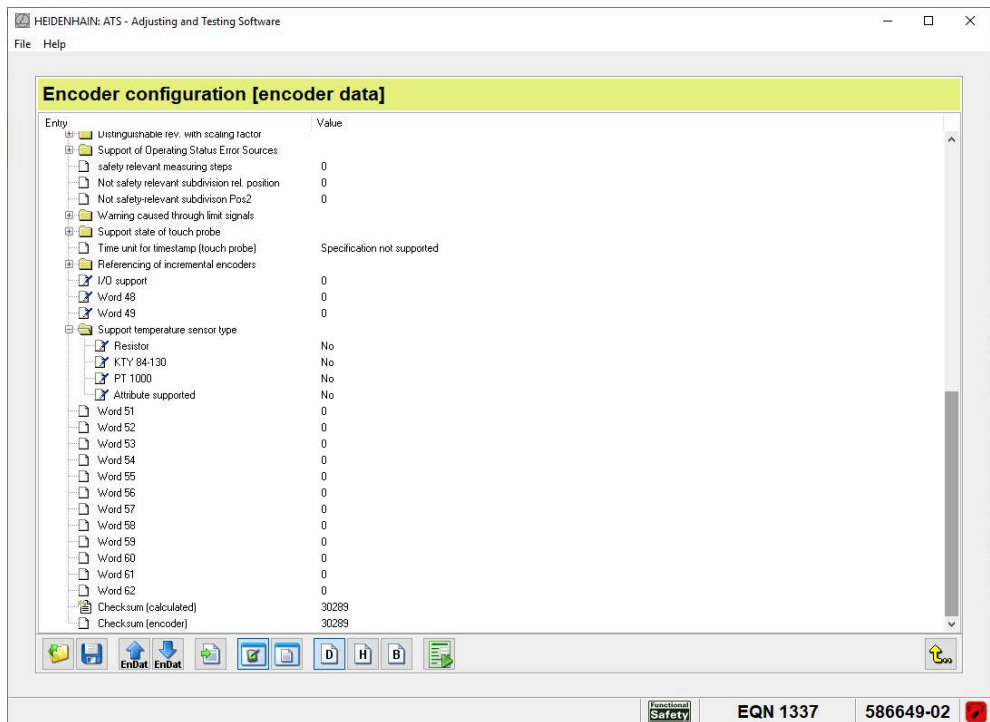 HEIDENHAIN: ATS - Adjusting and Testing Software
File Help
Encoder configuration [encoder data]
Entry Value
Distinguishable rev. with scaling factor
Support of Operating Status Error Sources
safety relevant measuring steps 0
Not safety relevant subdivision rel. position 0
Not safety-relevant subdivison Pos2 0
Warning caused through limit signals
Support state of touch probe
Time unit for timestamp (touch probe) Specification not supported
Referencing of incremental encoders
I/O support 0
Word 48 0
Word 49 0
Support temperature sensor type
Resistor No
KTY 84-130 No
PT 1000 No
Attribute supported No
Word 51 0
Word 52 0
Word 53 0
Word 54 0
Word 55 0
Word 56 0
Word 57 0
Word 58 0
Word 59 0
Word 60 0
Word 61 0
Word 62 0
Checksum (calculated) 30289
Checksum (encoder) 30289
EnDat EnDat D H B
Functional Safety EQN 1337 586649-02